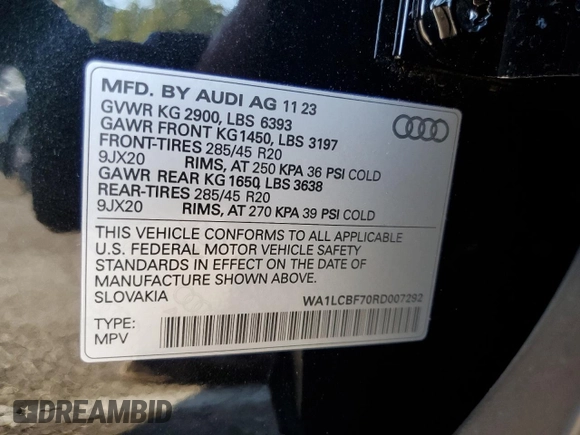 MFD. BY AUDI AG 11 23
GVWR KG 2900, LBS 6393
GAWR FRONT KG1450, LBS 3197
FRONT-TIRES 285/45 R20
9JX20 RIMS, AT 250 KPA 36 PSI COLD
GAWR REAR KG 1650, LBS 3638
REAR-TIRES 285/45 R20
9JX20 RIMS, AT 270 KPA 39 PSI COLD
THIS VEHICLE CONFORMS TO ALL APPLICABLE
U.S. FEDERAL MOTOR VEHICLE SAFETY
STANDARDS IN EFFECT ON THE DATE OF
MANUFACTURE SHOWN ABOVE.
SLOVAKIA WA1LCBF70RD007292
TYPE:
MPV
DREAMBID